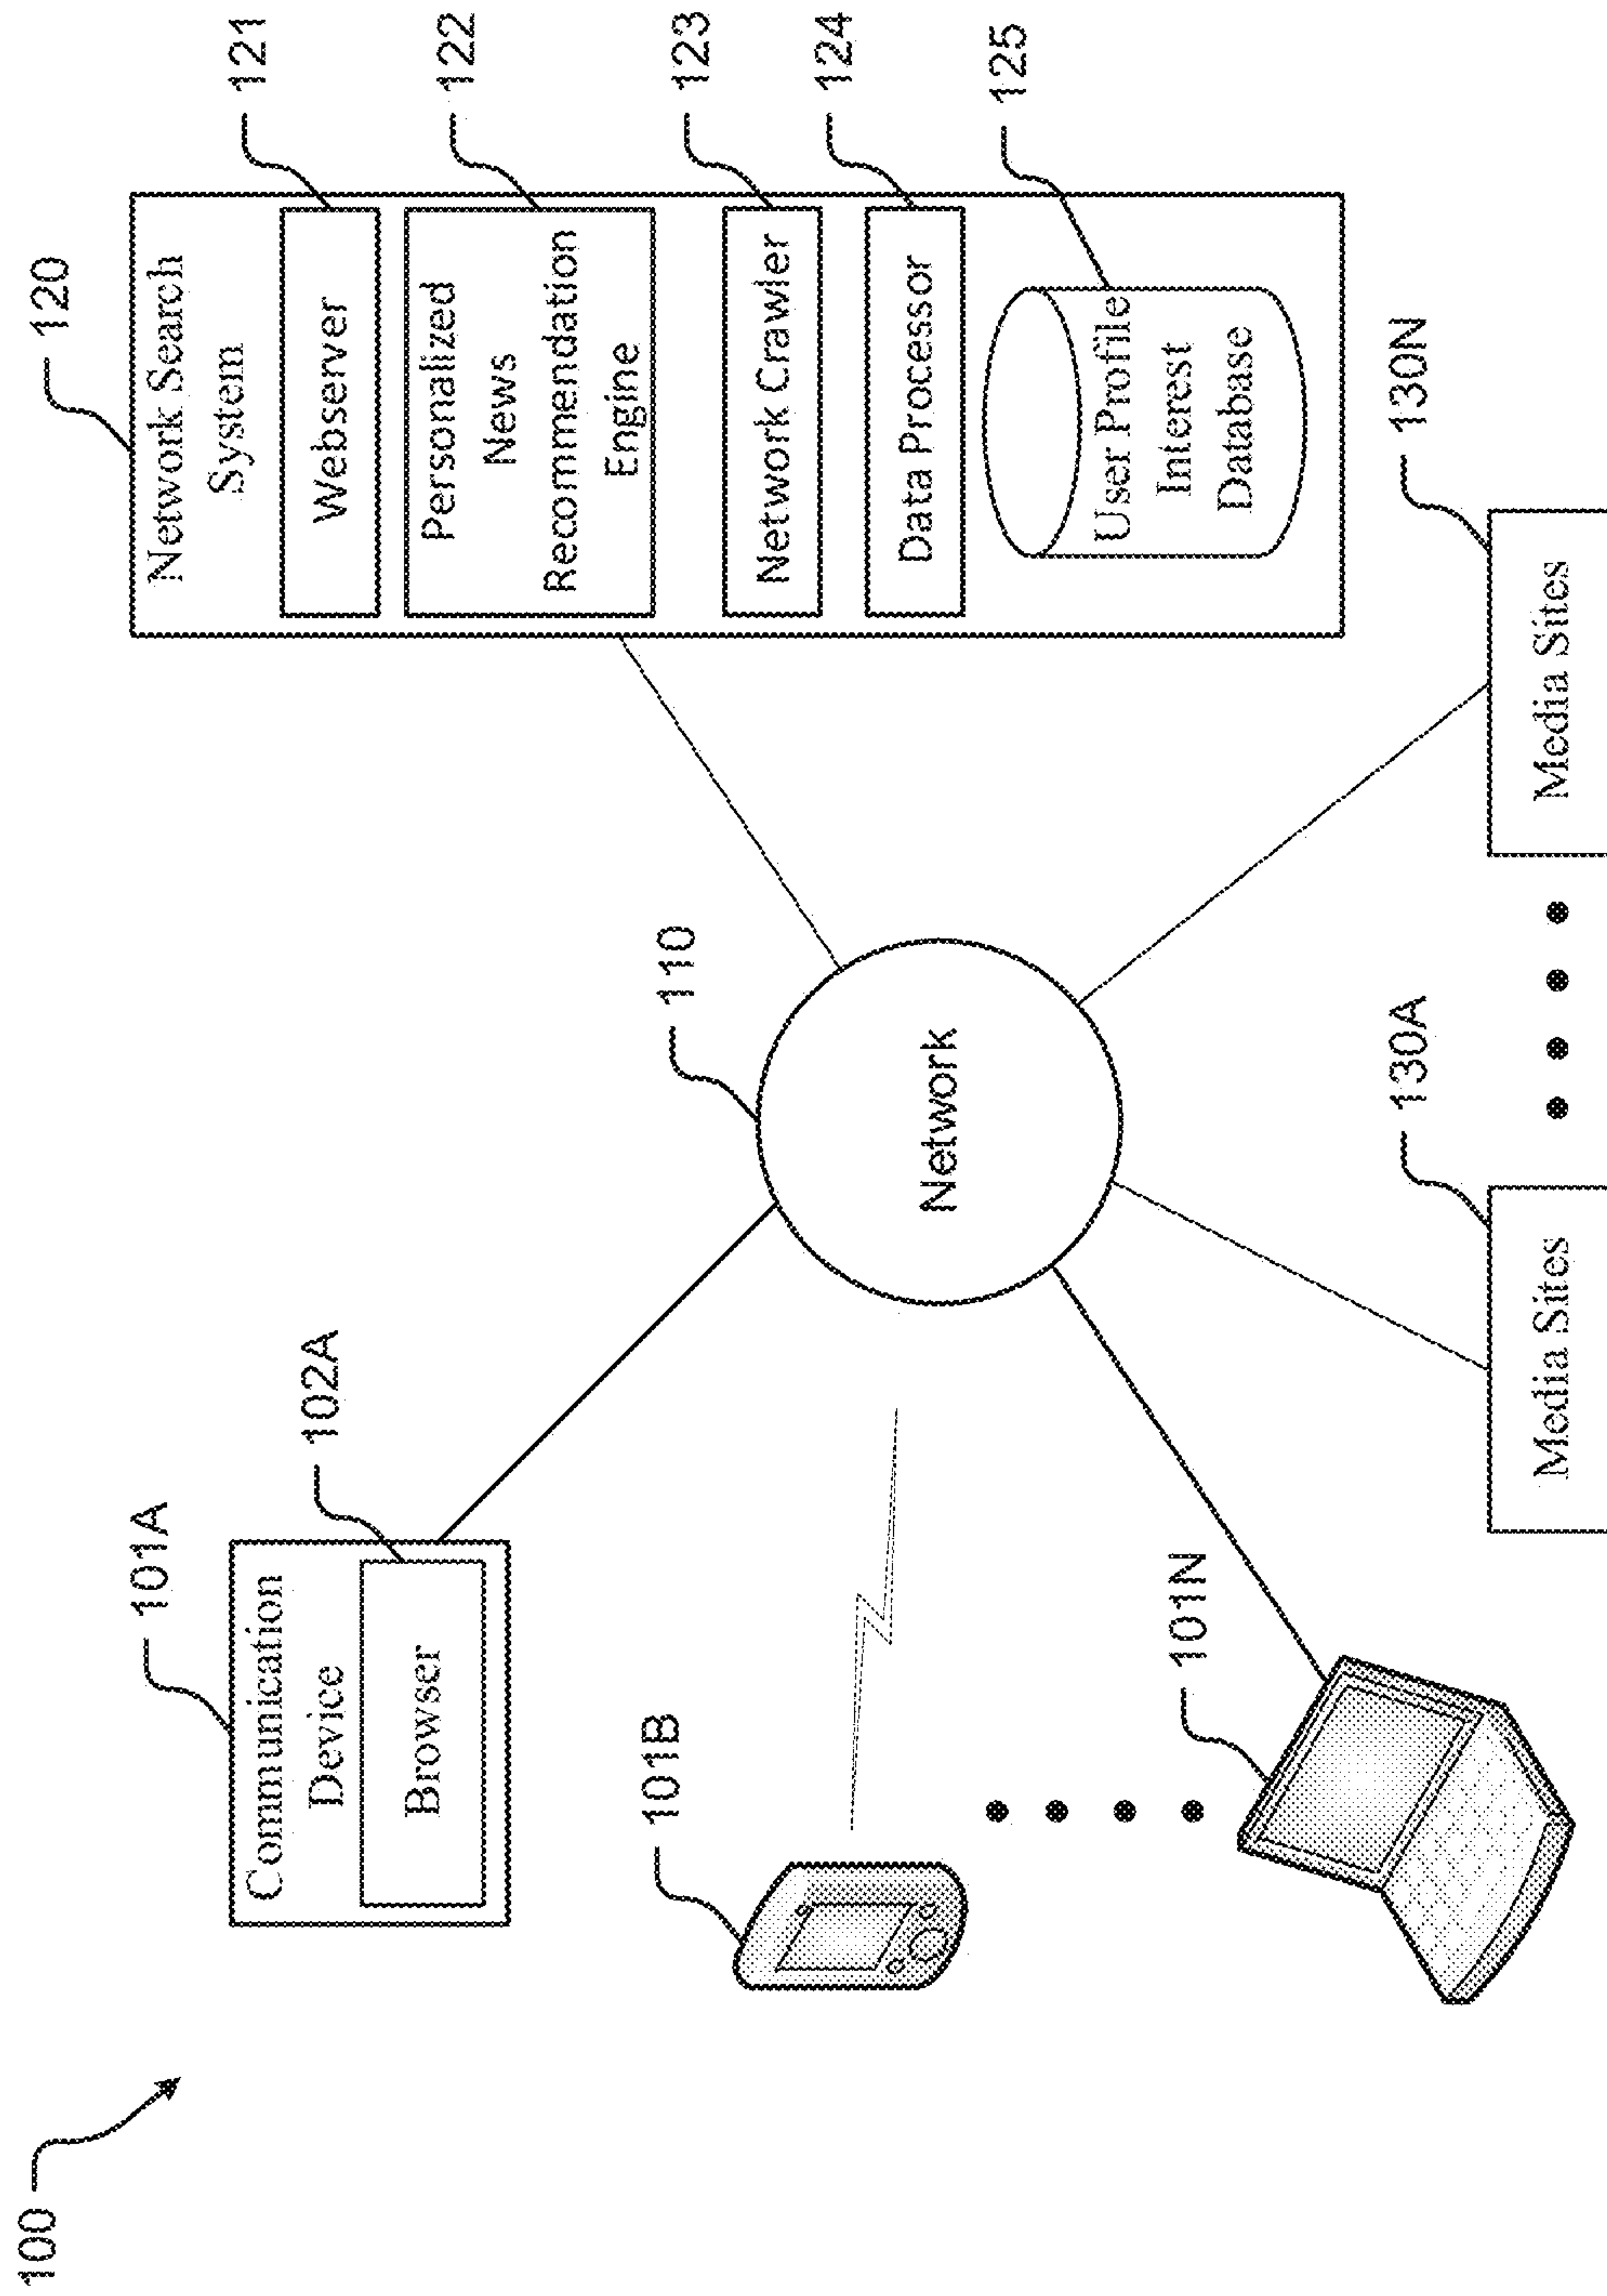 100
101A
Communication
Device
102A
Browser
101B
101N
110
Network
120
Network Search
System
121
Webserver
122
Personalized
News
Recommendation
Engine
123
Network Crawler
124
Data Processor
125
User Profile
Interest
Database
130A
Media Sites
130N
Media Sites